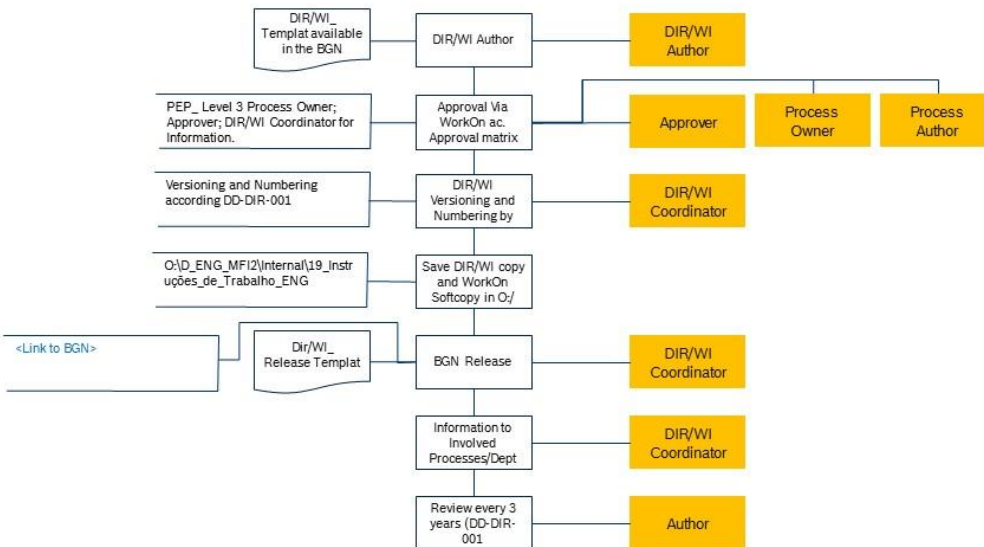 DIR/WI_
Templat available
in the BGN
DIR/WI Author
DIR/WI
Author
PEP_ Level 3 Process Owner;
Approver; DIR/WI Coordinator for
Information.
Approval Via
WorkOn ac.
Approval matrix
Approver
Process
Owner
Process
Author
Versioning and Numbering
according DD-DIR-001
DIR/WI
Versioning and
Numbering by
DIR/WI
Coordinator
O:\D_ENG_MFI2\Internal\19_Instr
uções_de_Trabalho_ENG
Save DIR/WI copy
and WorkOn
Softcopy in O:/
<Link to BGN>
Dir/WI_
Release Templat
BGN Release
DIR/WI
Coordinator
Information to
Involved
Processes/Dept
DIR/WI
Coordinator
Review every 3
years (DD-DIR-
001
Author